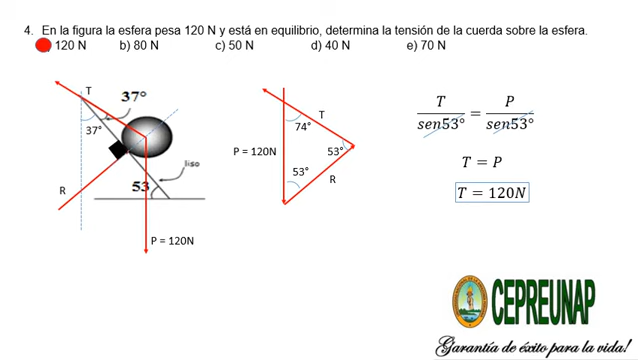 4. En la figura la esfera pesa 120 N y está en equilibrio, determina la tensión de la cuerda sobre la esfera.
120 N b) 80 N c) 50 N d) 40 N e) 70 N
T
37°
37°
liso
R
53
P = 120N
T
74°
P = 120N
53°
53°
R
T/sen53° = P/sen53°
T = P
T = 120N
CEPREUNAP
Garantía de éxito para la vida!